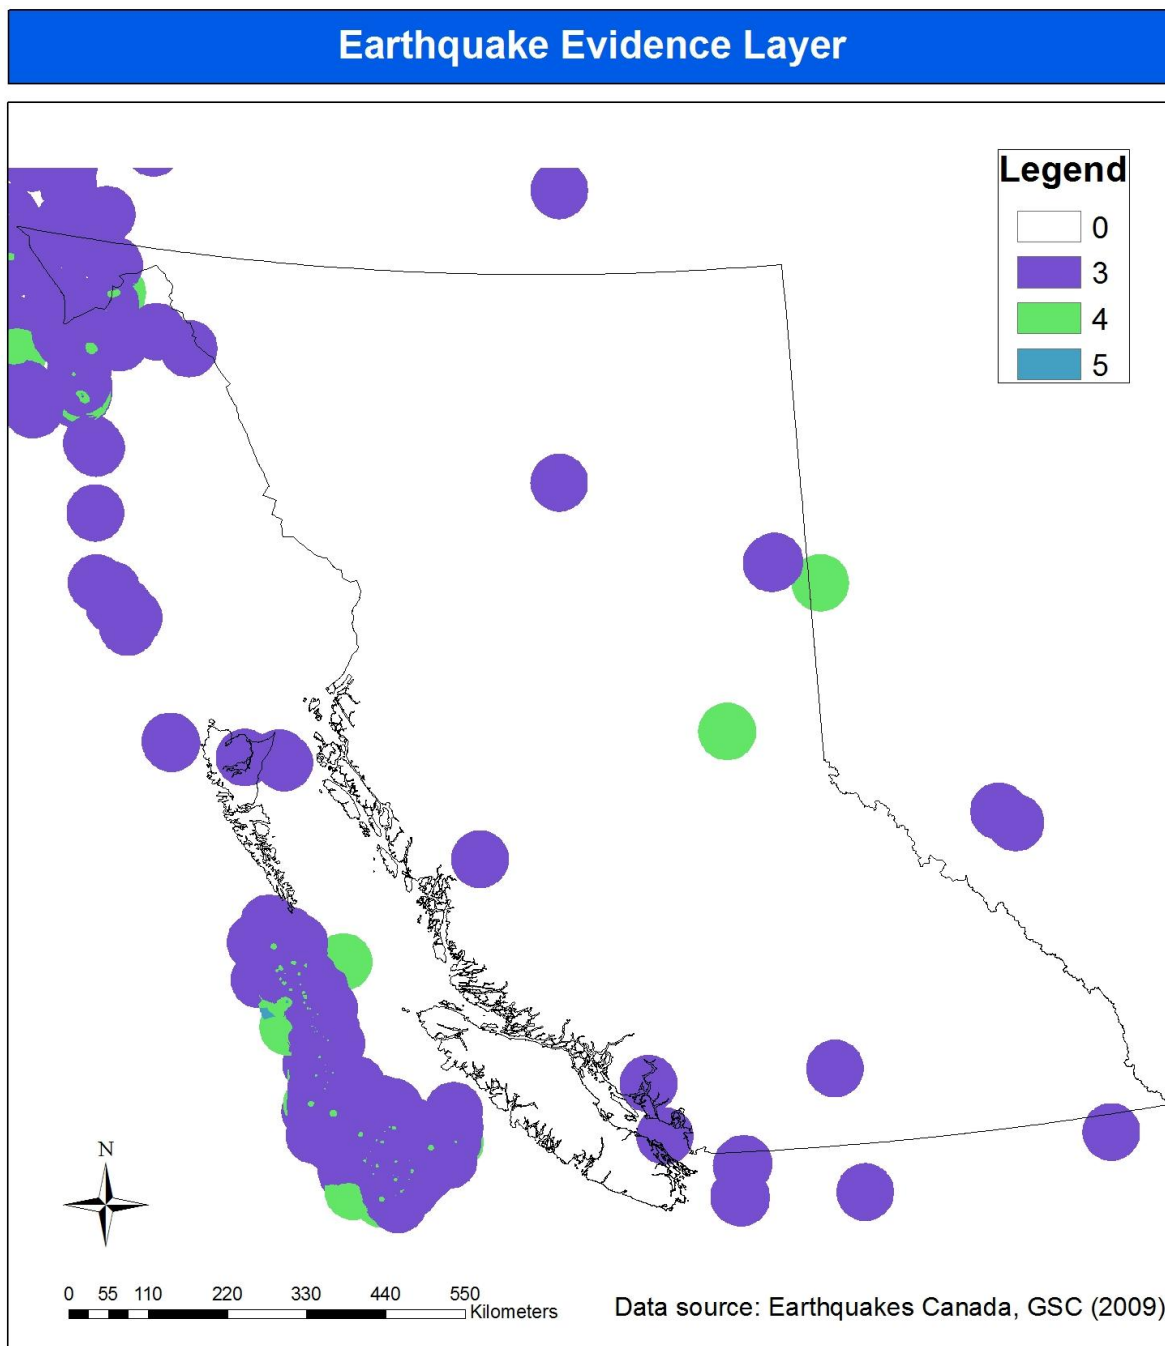 Earthquake Evidence Layer
Legend
0
3
4
5
N
0 55 110 220 330 440 550
Kilometers
Data source: Earthquakes Canada, GSC (2009)